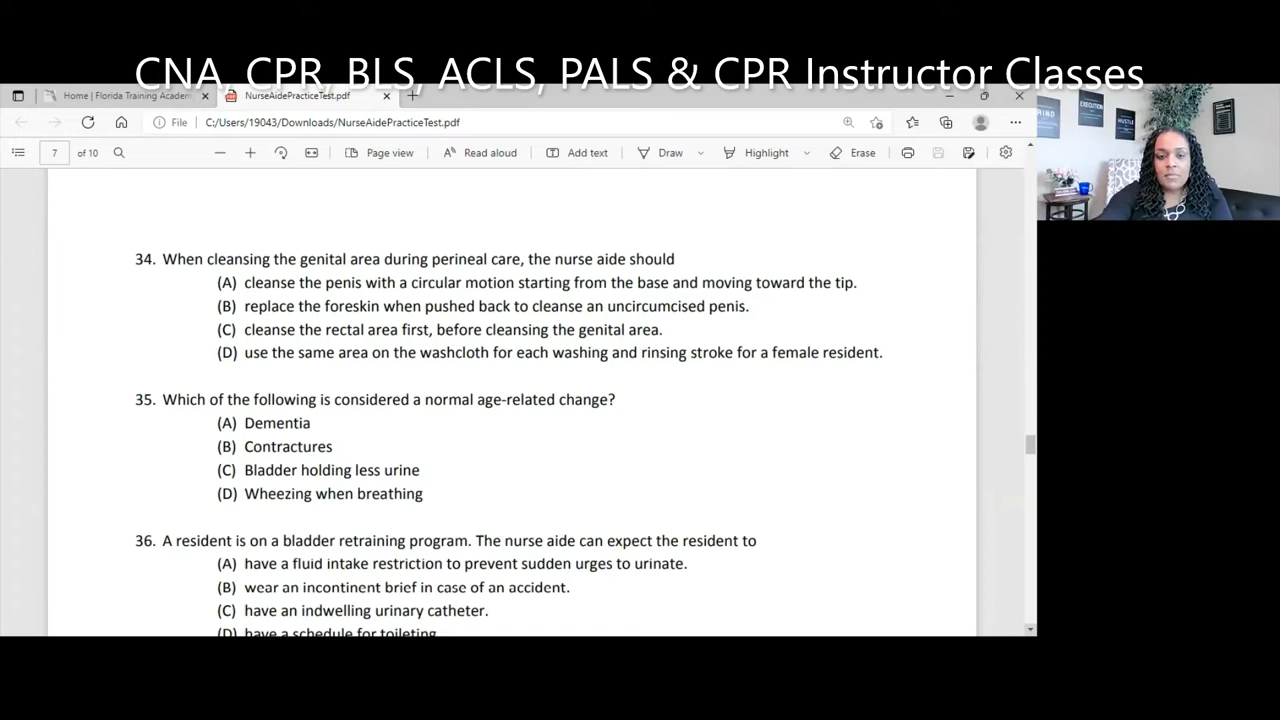 CNA, CPR, BLS, ACLS, PALS & CPR Instructor Classes
Home | Florida Training Academ
NurseAidePracticeTest.pdf
File C:/Users/19043/Downloads/NurseAidePracticeTest.pdf
7 of 10 Page view Read aloud Add text Draw Highlight Erase
EXECUTION
HUSTLE
34. When cleansing the genital area during perineal care, the nurse aide should
(A) cleanse the penis with a circular motion starting from the base and moving toward the tip.
(B) replace the foreskin when pushed back to cleanse an uncircumcised penis.
(C) cleanse the rectal area first, before cleansing the genital area.
(D) use the same area on the washcloth for each washing and rinsing stroke for a female resident.
35. Which of the following is considered a normal age-related change?
(A) Dementia
(B) Contractures
(C) Bladder holding less urine
(D) Wheezing when breathing
36. A resident is on a bladder retraining program. The nurse aide can expect the resident to
(A) have a fluid intake restriction to prevent sudden urges to urinate.
(B) wear an incontinent brief in case of an accident.
(C) have an indwelling urinary catheter.
(D) have a schedule for toileting